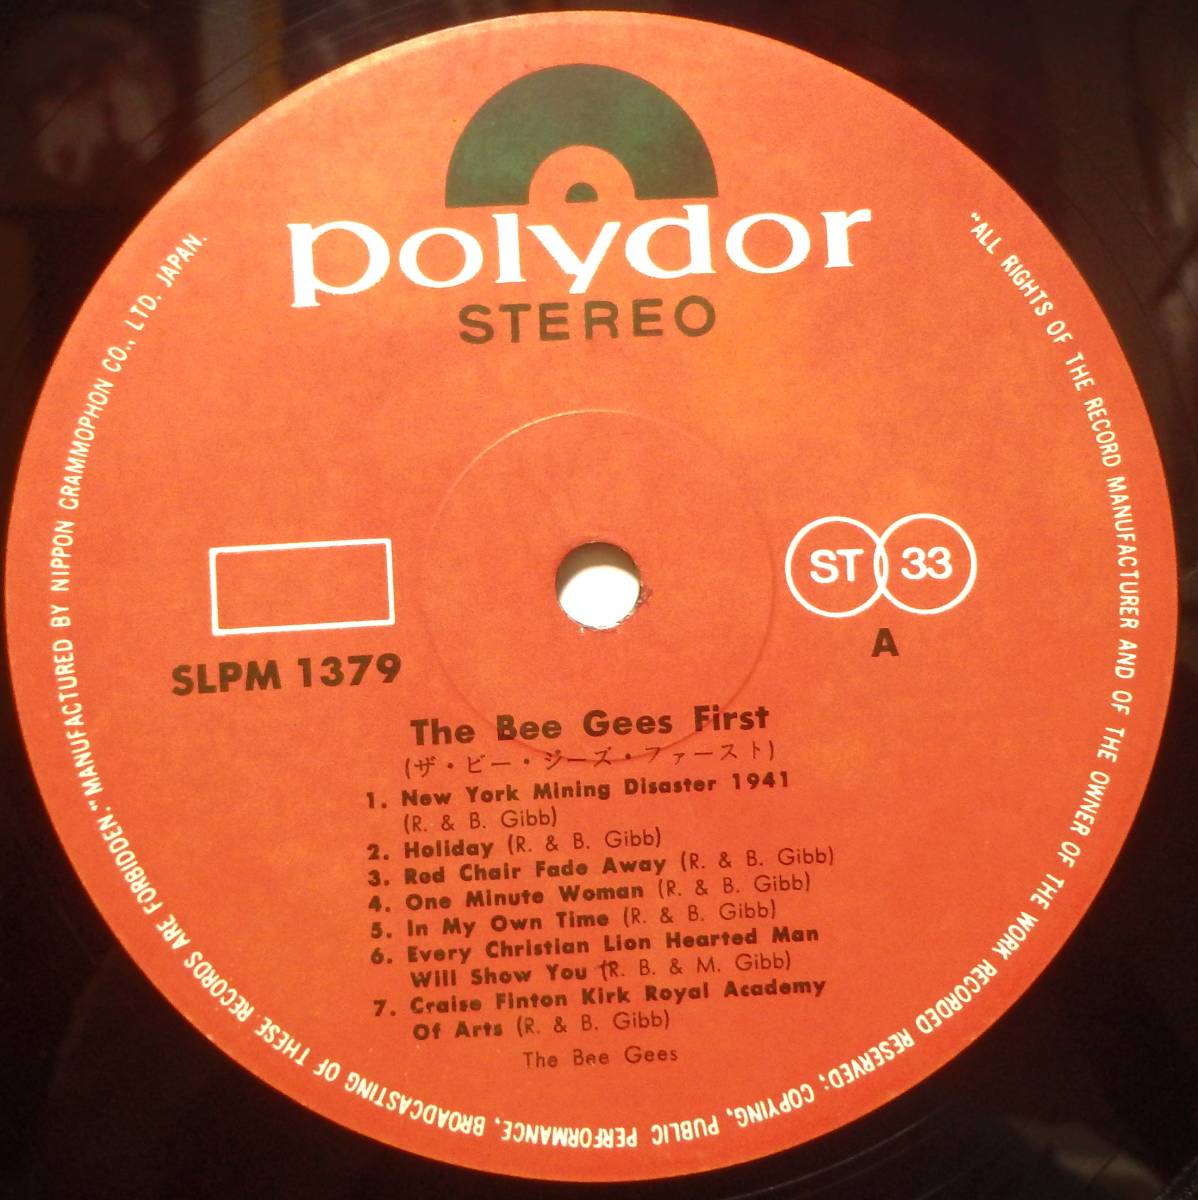 polydor
STEREO
ST 33
A
SLPM 1379
The Bee Gees First
(ザ・ビー・ジーズ・ファースト)
1. New York Mining Disaster 1941
(R. & B. Gibb)
2. Holiday (R. & B. Gibb)
3. Red Chair Fade Away (R. & B. Gibb)
4. One Minute Woman (R. & B. Gibb)
5. In My Own Time (R. & B. Gibb)
6. Every Christian Lion Hearted Man
Will Show You (R. B. & M. Gibb)
7. Craise Finton Kirk Royal Academy
Of Arts (R. & B. Gibb)
The Bee Gees
"ALL RIGHTS OF THE RECORD MANUFACTURER AND OF THE OWNER OF THE WORK RECORDED RESERVED; COPYING, PUBLIC PERFORMANCE, BROADCASTING OF THESE RECORDS ARE FORBIDDEN." MANUFACTURED BY NIPPON GRAMMOPHON CO., LTD. JAPAN.